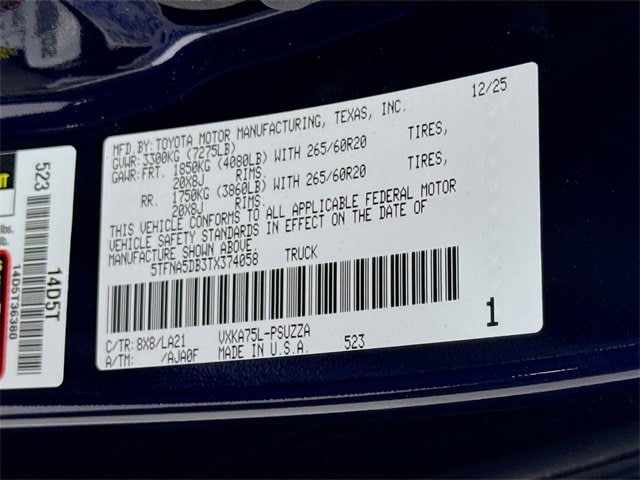 12/25
MFD.BY:TOYOTA MOTOR MANUFACTURING, TEXAS, INC.
GVWR:3300KG (7275LB)
GAWR:FRT. 1850KG (4080LB) WITH 265/60R20 TIRES,
20X8J RIMS,
RR. 1750KG (3860LB) WITH 265/60R20 TIRES,
20X8J RIMS.
THIS VEHICLE CONFORMS TO ALL APPLICABLE FEDERAL MOTOR
VEHICLE SAFETY STANDARDS IN EFFECT ON THE DATE OF
MANUFACTURE SHOWN ABOVE.
5TFNA5DB3TX374058 TRUCK
C/TR:8X8/LA21 VXKA75L-PSUZZA
A/TM: /AJA0F MADE IN U.S.A. 523
1
523
14D5T
14D5T36380
lbs.
lb.